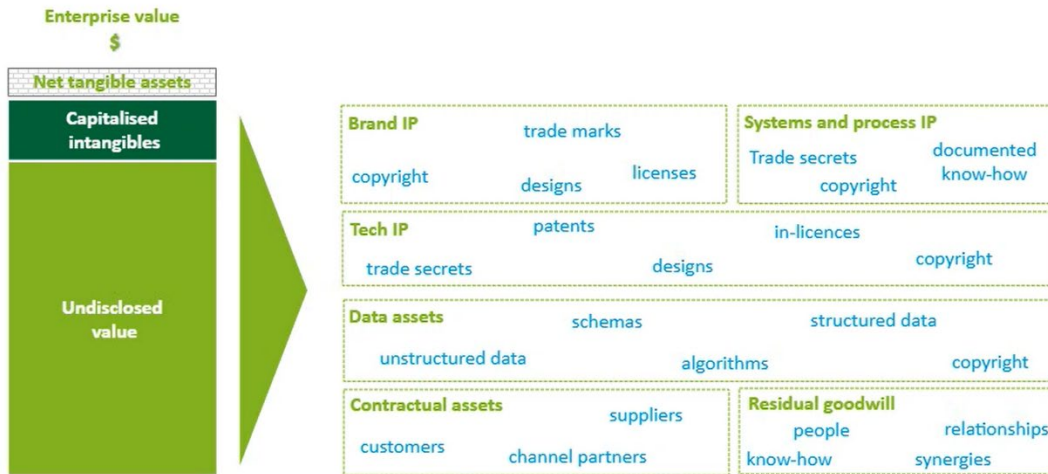 Enterprise value
$
Net tangible assets
Capitalised
intangibles
Undisclosed
value
Brand IP
trade marks
copyright
designs
licenses
Systems and process IP
Trade secrets
documented
know-how
copyright
Tech IP
patents
in-licences
trade secrets
designs
copyright
Data assets
schemas
structured data
unstructured data
algorithms
copyright
Contractual assets
suppliers
customers
channel partners
Residual goodwill
people
relationships
know-how
synergies